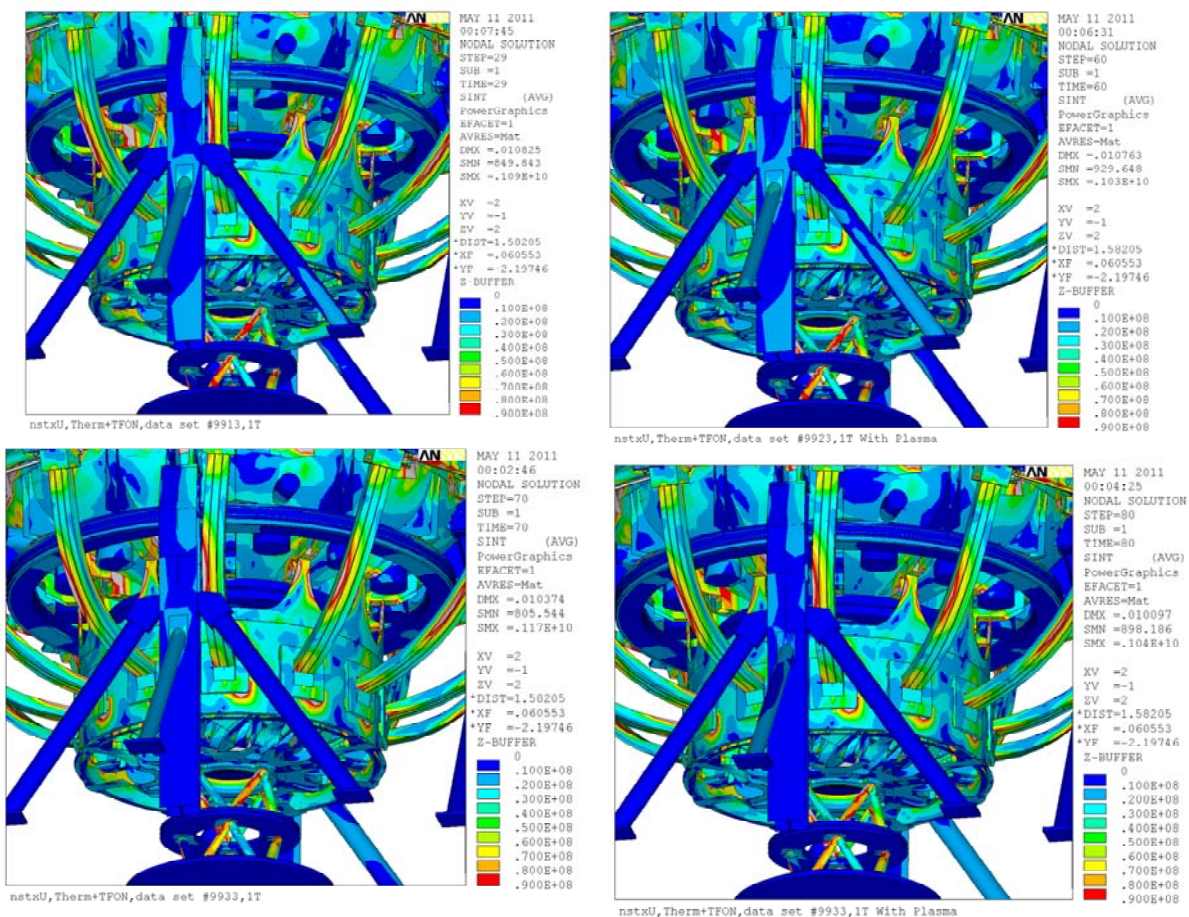 AN
MAY 11 2011
00:07:45
NODAL SOLUTION
STEP=29
SUB =1
TIME=29
SINT (AVG)
PowerGraphics
EFACET=1
AVRES=Mat
DMX =.010825
SMN =849.843
SMX =.109E+10
XV =2
YV =-1
ZV =2
*DIST=1.50205
*XF =.060553
*YF =-2.19746
Z-BUFFER
0
.100E+08
.200E+08
.300E+08
.400E+08
.500E+08
.600E+08
.700E+08
.800E+08
.900E+08
nstxU,Therm+TFON,data set #9913,1T
AN
MAY 11 2011
00:06:31
NODAL SOLUTION
STEP=60
SUB =1
TIME=60
SINT (AVG)
PowerGraphics
EFACET=1
AVRES=Mat
DMX =.010763
SMN =929.648
SMX =.103E+10
XV =2
YV =-1
ZV =2
*DIST=1.58205
*XF =.060553
*YF =-2.19746
Z-BUFFER
0
.100E+08
.200E+08
.300E+08
.400E+08
.500E+08
.600E+08
.700E+08
.800E+08
.900E+08
nstxU,Therm+TFON,data set #9923,1T With Plasma
AN
MAY 11 2011
00:02:46
NODAL SOLUTION
STEP=70
SUB =1
TIME=70
SINT (AVG)
PowerGraphics
EFACET=1
AVRES=Mat
DMX =.010374
SMN =805.544
SMX =.117E+10
XV =2
YV =-1
ZV =2
*DIST=1.50205
*XF =.060553
*YF =-2.19746
Z-BUFFER
0
.100E+08
.200E+08
.300E+08
.400E+08
.500E+08
.600E+08
.700E+08
.800E+08
.900E+08
nstxU,Therm+TFON,data set #9933,1T
AN
MAY 11 2011
00:04:25
NODAL SOLUTION
STEP=80
SUB =1
TIME=80
SINT (AVG)
PowerGraphics
EFACET=1
AVRES=Mat
DMX =.010097
SMN =898.186
SMX =.104E+10
XV =2
YV =-1
ZV =2
*DIST=1.58205
*XF =.060553
*YF =-2.19746
Z-BUFFER
0
.100E+08
.200E+08
.300E+08
.400E+08
.500E+08
.600E+08
.700E+08
.800E+08
.900E+08
nstxU,Therm+TFON,data set #9933,1T With Plasma